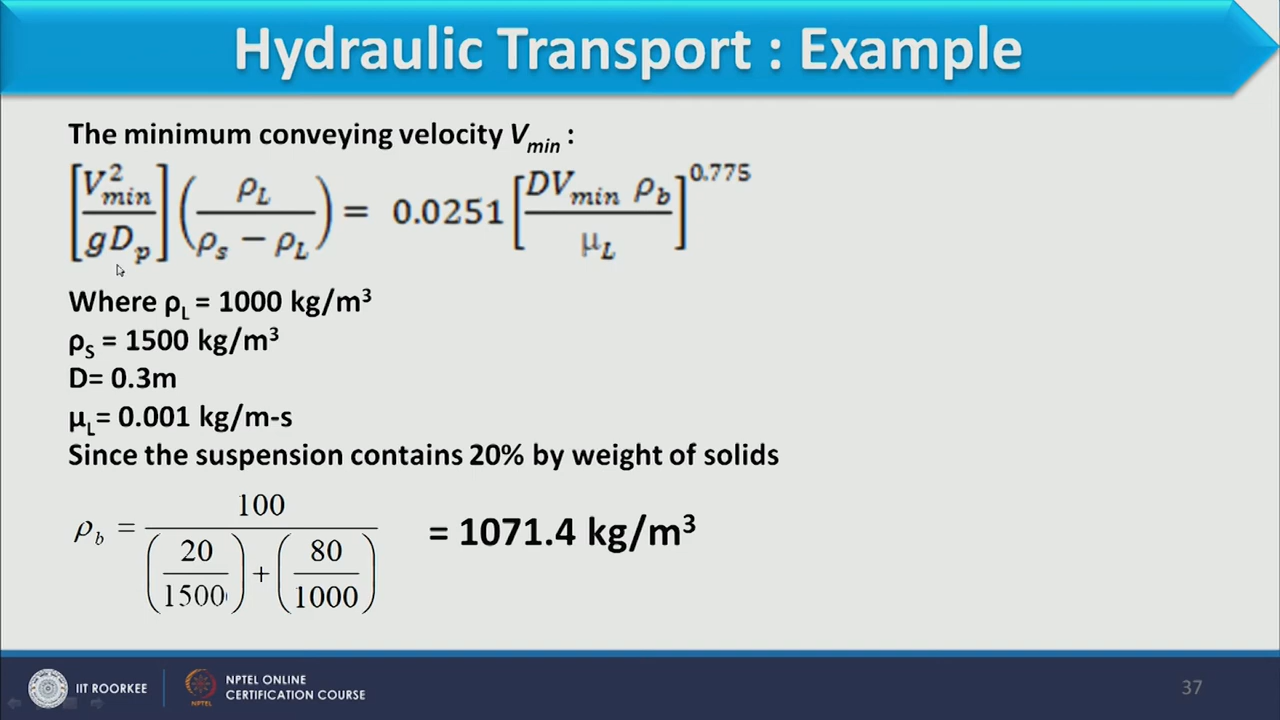 Hydraulic Transport : Example
The minimum conveying velocity V_min :
[V²_min / gD_p] (ρ_L / (ρ_s − ρ_L)) = 0.0251 [DV_min ρ_b / μ_L]^0.775
Where ρ_L = 1000 kg/m³
ρ_S = 1500 kg/m³
D= 0.3m
μ_L= 0.001 kg/m-s
Since the suspension contains 20% by weight of solids
ρ_b = 100 / ((20/1500) + (80/1000)) = 1071.4 kg/m³
IIT ROORKEE
NPTEL
NPTEL ONLINE
CERTIFICATION COURSE
37